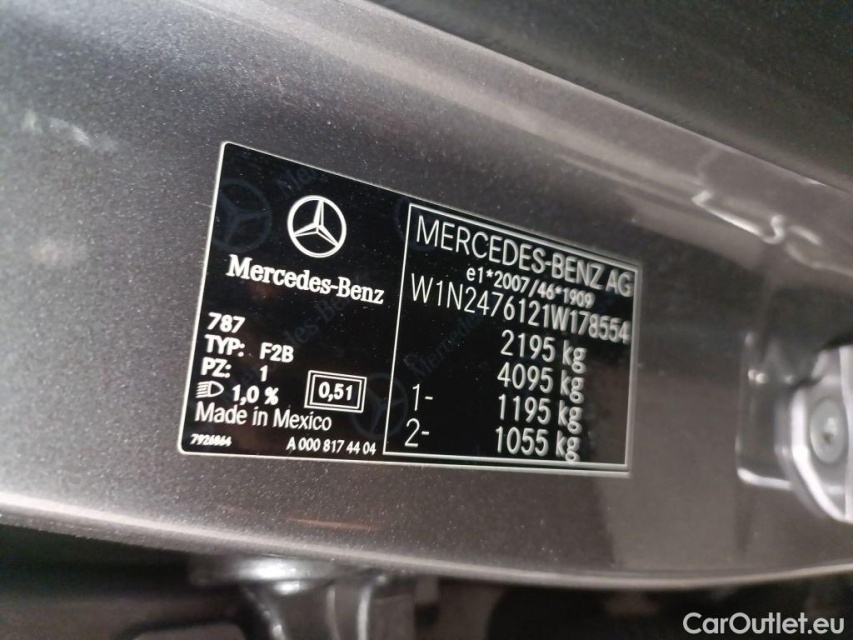 Mercedes-Benz
787
TYP: F2B
PZ: 1
1,0 %
0,51
Made in Mexico
7926864
A 000 817 44 04
MERCEDES-BENZ AG
e1*2007/46*1909
W1N2476121W178554
2195 kg
4095 kg
1- 1195 kg
2- 1055 kg
CarOutlet.eu